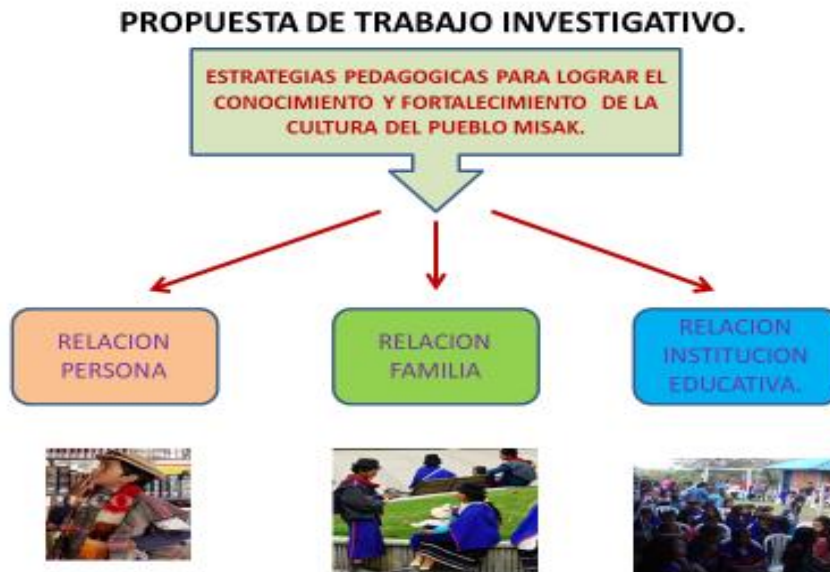 PROPUESTA DE TRABAJO INVESTIGATIVO.
ESTRATEGIAS PEDAGOGICAS PARA LOGRAR EL
CONOCIMIENTO Y FORTALECIMIENTO DE LA
CULTURA DEL PUEBLO MISAK.
RELACION
PERSONA
RELACION
FAMILIA
RELACION
INSTITUCION
EDUCATIVA.